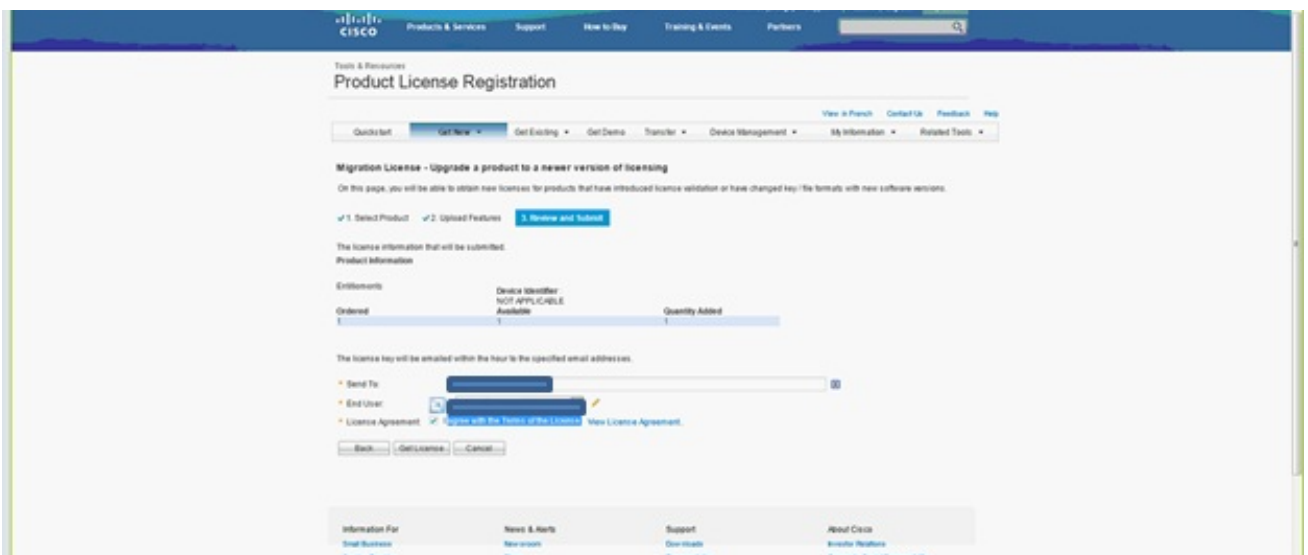 CISCO
Products & Services Support How to Buy Training & Events Partners
Tools & Resources
Product License Registration
View in French Contact Us Feedback Help
Quickstart Get New Get Existing Get Demo Transfer Device Management My Information Related Tools
Migration License - Upgrade a product to a newer version of licensing
On this page, you will be able to obtain new licenses for products that have introduced license validation or have changed key / file formats with new software versions.
1. Select Product 2. Upload Features 3. Review and Submit
The license information that will be submitted.
Product Information
Entitlements Device Identifier
NOT APPLICABLE
Ordered Available Quantity Added
1 1 1
The license key will be emailed within the hour to the specified email addresses.
* Send To:
* End User:
* License Agreement: I agree with the Terms of the License View License Agreement.
Back Get License Cancel
Information For News & Alerts Support About Cisco
Small Business Newsroom Downloads Investor Relations